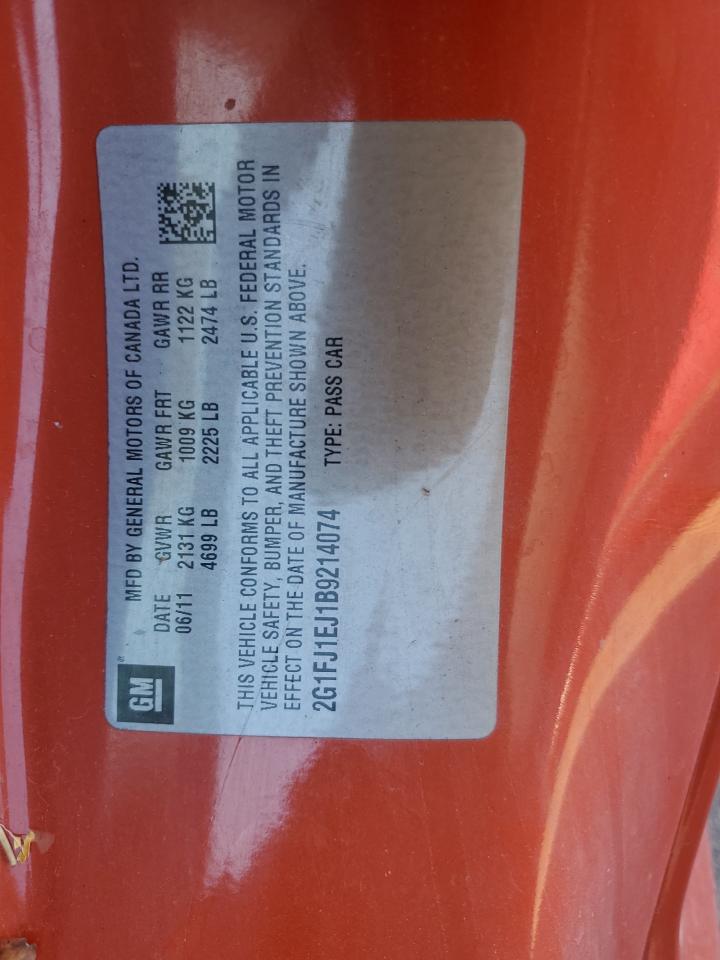 GM
MFD BY GENERAL MOTORS OF CANADA LTD.
DATE GVWR GAWR FRT GAWR RR
06/11 2131 KG 1009 KG 1122 KG
4699 LB 2225 LB 2474 LB
THIS VEHICLE CONFORMS TO ALL APPLICABLE U.S. FEDERAL MOTOR
VEHICLE SAFETY, BUMPER, AND THEFT PREVENTION STANDARDS IN
EFFECT ON THE DATE OF MANUFACTURE SHOWN ABOVE.
2G1FJ1EJ1B9214074 TYPE: PASS CAR